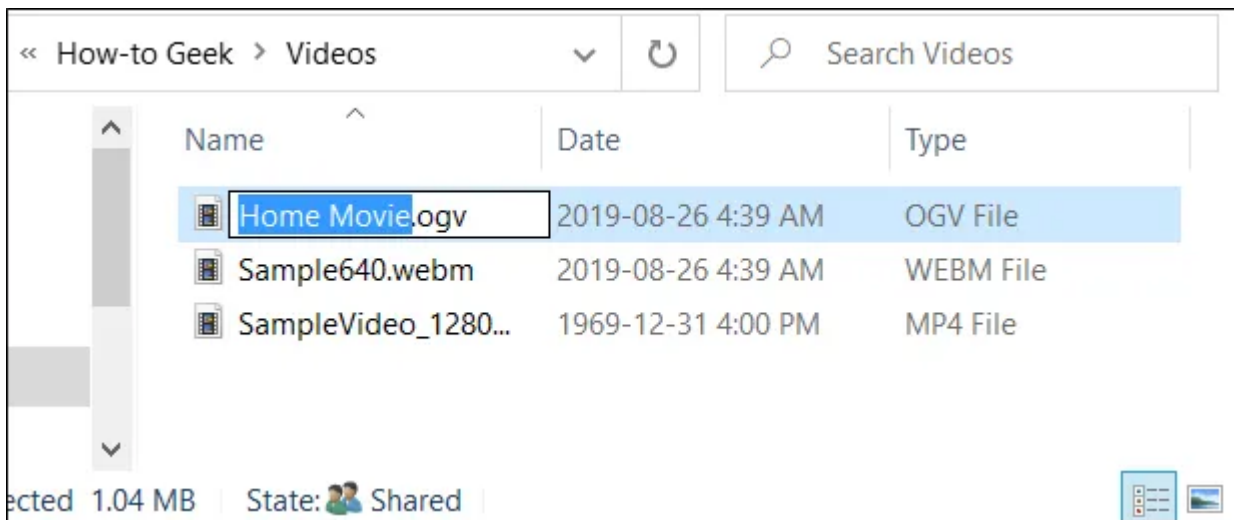 « How-to Geek > Videos Search Videos
Name Date Type
Home Movie.ogv 2019-08-26 4:39 AM OGV File
Sample640.webm 2019-08-26 4:39 AM WEBM File
SampleVideo_1280... 1969-12-31 4:00 PM MP4 File
1.04 MB State: Shared